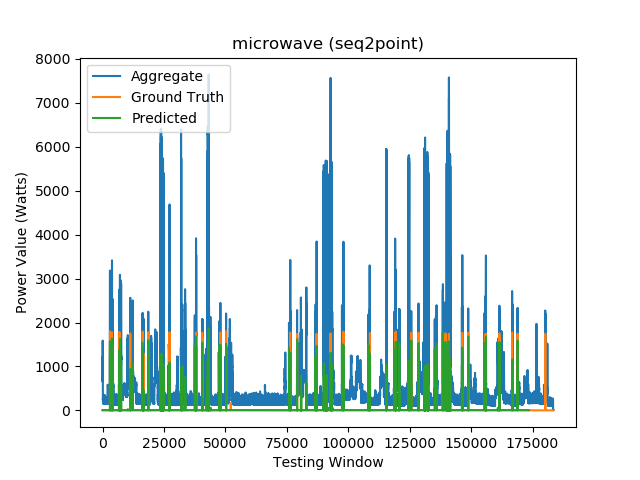 microwave (seq2point)
Aggregate
Ground Truth
Predicted
Power Value (Watts)
8000
7000
6000
5000
4000
3000
2000
1000
0
0 25000 50000 75000 100000 125000 150000 175000
Testing Window